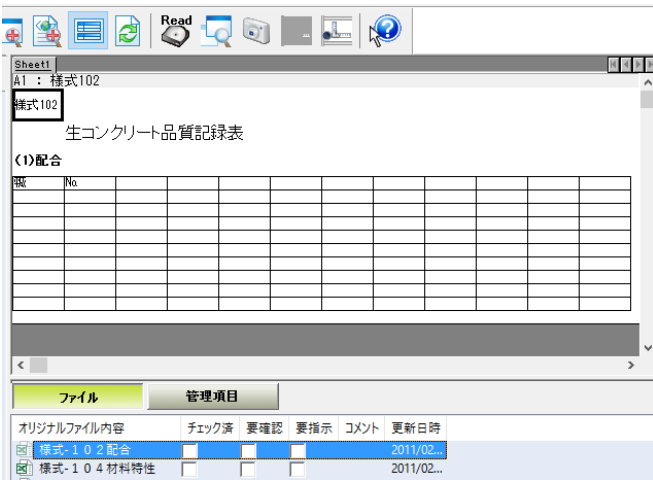 Read
Sheet1
A1 : 様式102
様式102
生コンクリート品質記録表
(1)配合
No.
ファイル 管理項目
オリジナルファイル内容 チェック済 要確認 要指示 コメント 更新日時
様式-102配合 2011/02...
様式-104材料特性 2011/02...